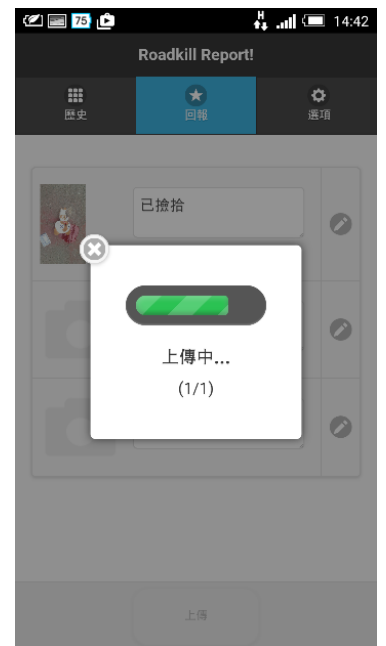 75
H
14:42
Roadkill Report!
歷史
回報
選項
已撿拾
上傳中...
(1/1)
上傳